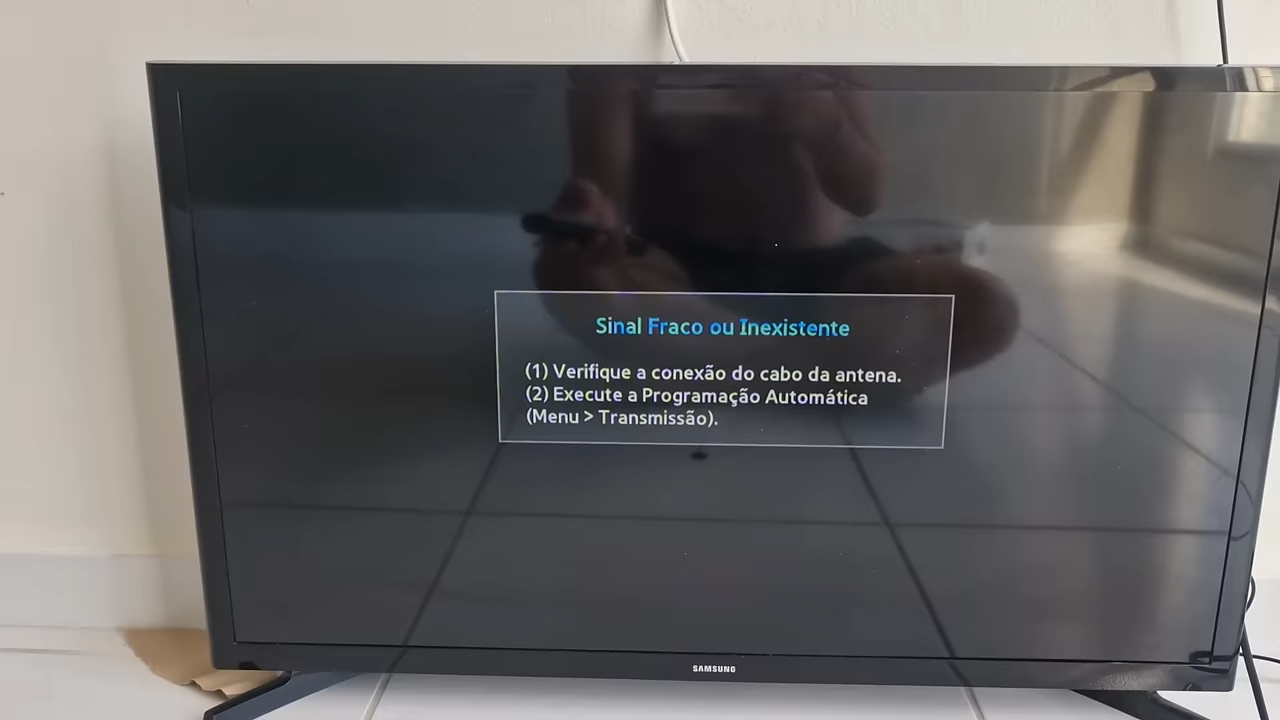 Sinal Fraco ou Inexistente
(1) Verifique a conexão do cabo da antena.
(2) Execute a Programação Automática
(Menu > Transmissão).
SAMSUNG